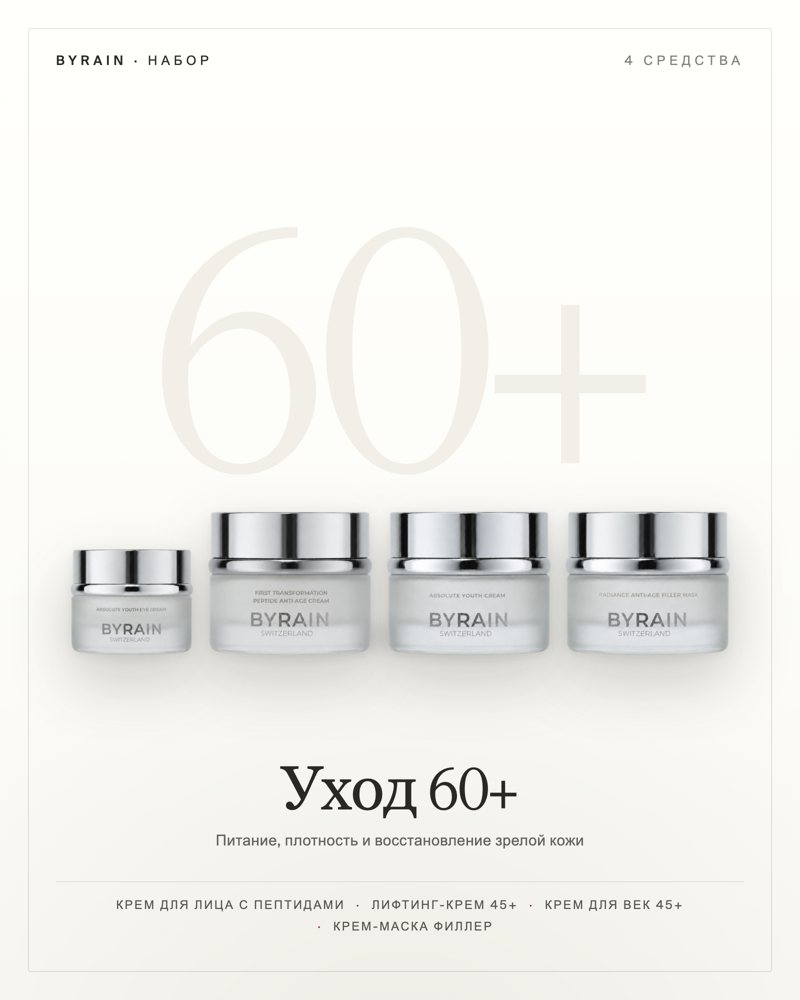 BYRAIN · НАБОР
4 СРЕДСТВА
60+
ABSOLUTE YOUTH EYE CREAM
BYRAIN
SWITZERLAND
FIRST TRANSFORMATION
PEPTIDE ANTI AGE CREAM
BYRAIN
SWITZERLAND
ABSOLUTE YOUTH CREAM
BYRAIN
SWITZERLAND
RADIANCE ANTI-AGE FILLER MASK
BYRAIN
SWITZERLAND
Уход 60+
Питание, плотность и восстановление зрелой кожи
КРЕМ ДЛЯ ЛИЦА С ПЕПТИДАМИ · ЛИФТИНГ-КРЕМ 45+ · КРЕМ ДЛЯ ВЕК 45+
· КРЕМ-МАСКА ФИЛЛЕР